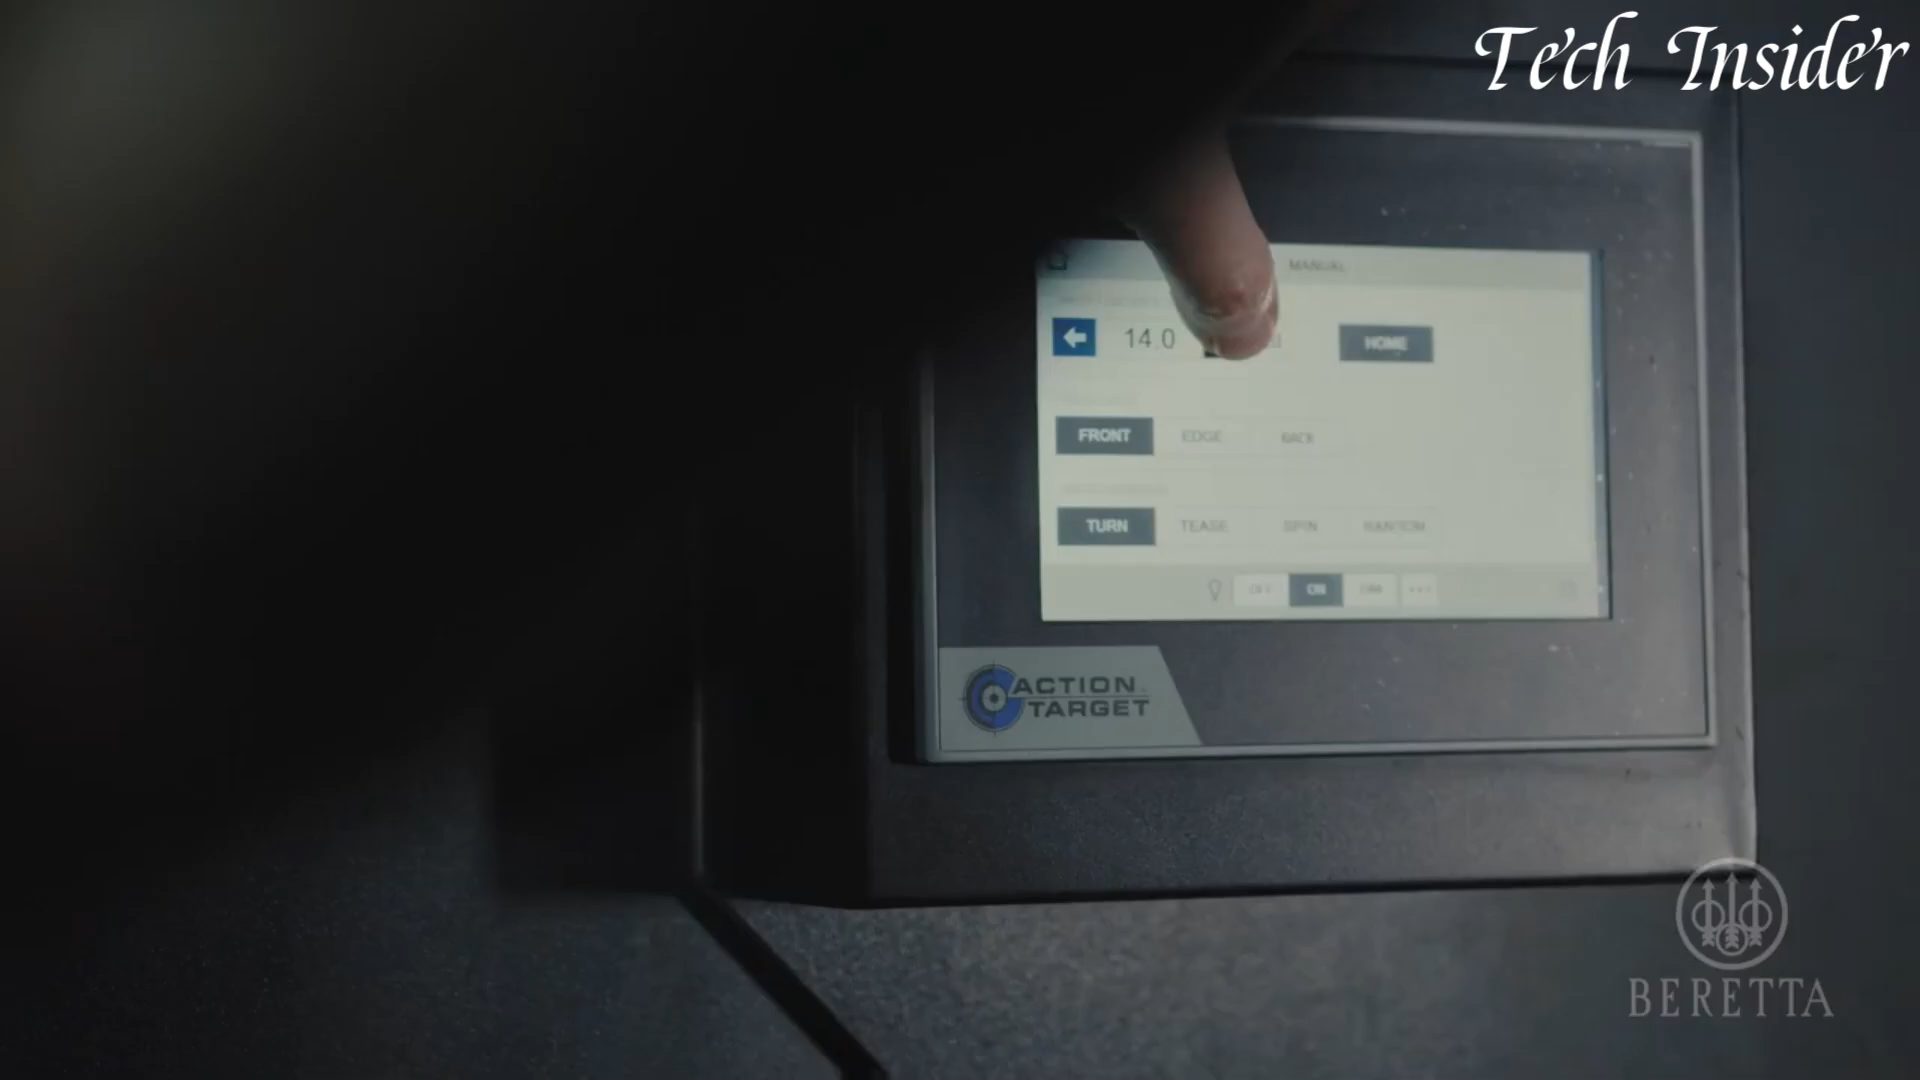 Tech Insider
MANUAL
14.0
HOME
FRONT EDGE BACK
TURN TEASE SPIN RANDOM
OFF ON DIM
ACTION
TARGET
BERETTA